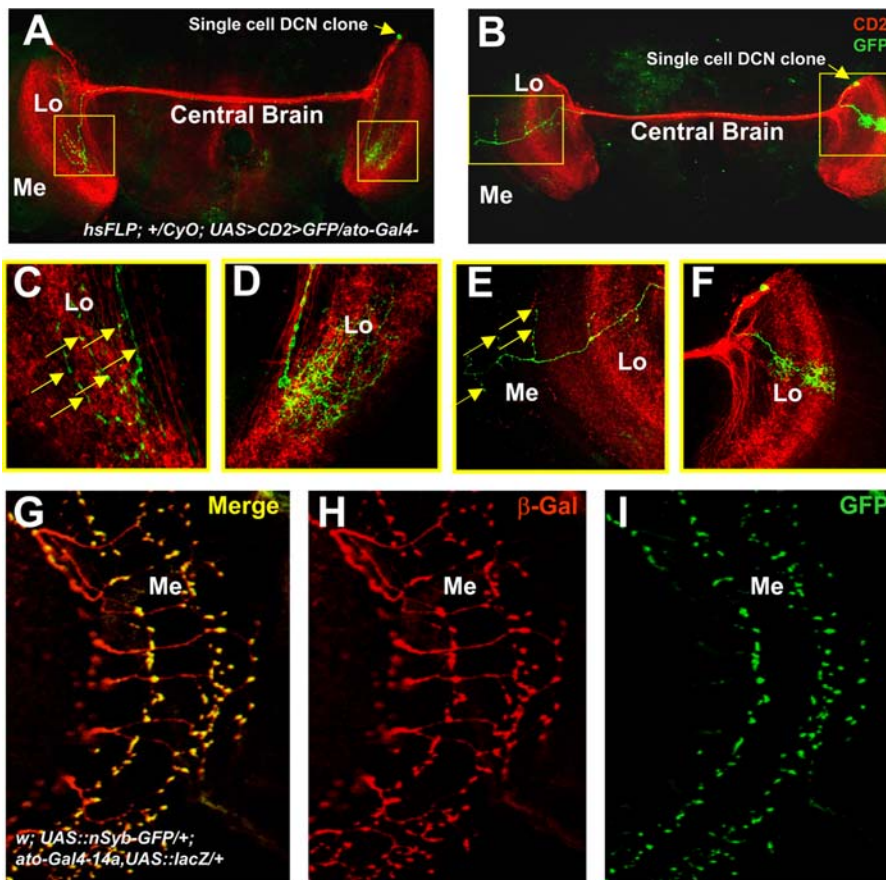 A
Single cell DCN clone
Lo
Central Brain
Me
hsFLP; +/CyO; UAS>CD2>GFP/ato-Gal4-
B
CD2
GFP
Single cell DCN clone
Lo
Central Brain
Me
C
Lo
D
Lo
E
Me
Lo
F
Lo
G
Merge
Me
w; UAS::nSyb-GFP/+;
ato-Gal4-14a,UAS::lacZ/+
H
β-Gal
Me
I
GFP
Me